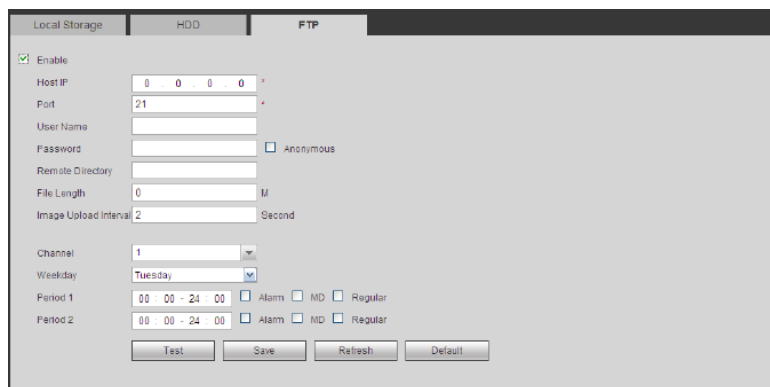 Local Storage HDD FTP
Enable
Host IP 0 . 0 . 0 . 0 *
Port 21 *
User Name
Password Anonymous
Remote Directory
File Length 0 M
Image Upload Interval 2 Second
Channel 1
Weekday Tuesday
Period 1 00 : 00 - 24 : 00 Alarm MD Regular
Period 2 00 : 00 - 24 : 00 Alarm MD Regular
Test Save Refresh Default